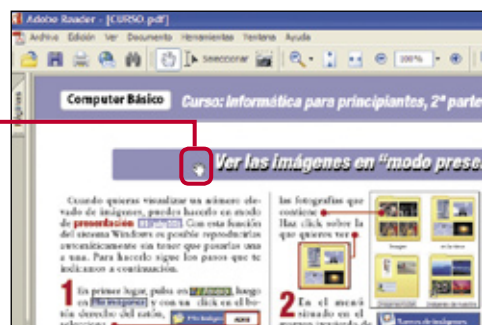 Adobe Reader - [CURSO.pdf]
Archivo Edición Ver Documento Herramientas Ventana Ayuda
Seleccionar 200%
Páginas
Computer Básico Curso: Informática para principiantes, 2ª parte
Ver las imágenes en "modo prese
Cuando quieras visualizar un número ele-
vado de imágenes, puedes hacerlo en modo
de presentación Con esta función
del sistema Windows es posible reproducirlas
automáticamente sin tener que pasarlas una
a una. Para hacerlo sigue los pasos que te
indicamos a continuación.
1 En primer lugar, pulsa en luego
en y con un click en el bo-
tón derecho del ratón,
selecciona
las fotografías que
contiene
Haz click sobre la
que quieres ver
2 En el menú
situado en el